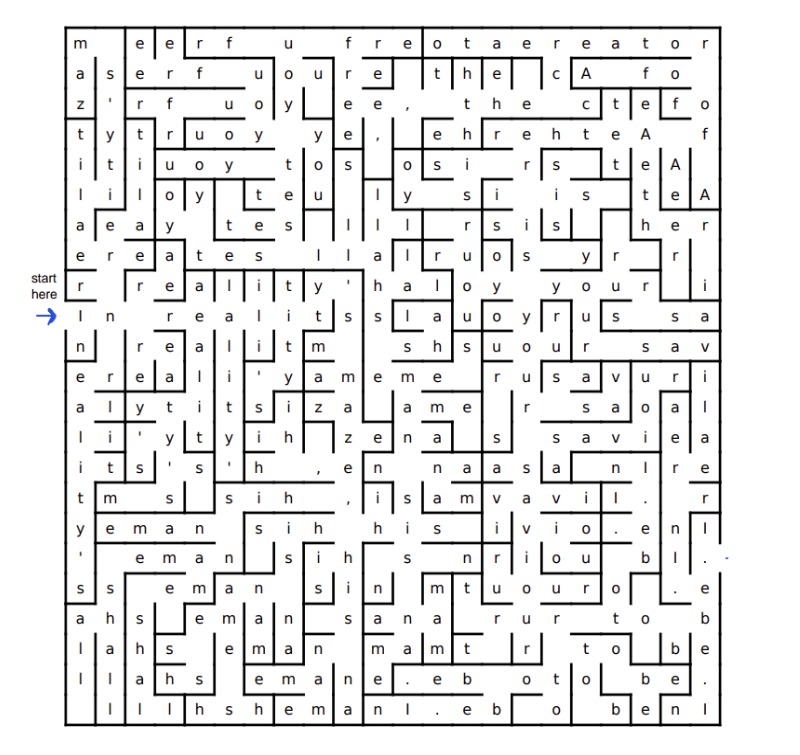 m e e r f u f r e o t a e r e a t o r
a s e r f u o u r e t h e c A f o
z ' r f u o y e e , t h e c t e f o
t y t r u o y y e , e h r e h t e A f
i t i u o y t o s o s i r s t e A
l i l o y t e u l y s i i s t e A
a e a y t e s l l l r s i s h e r
e r e a t e s l l a l r u o s y r r
start
here
r r e a l i t y ' h a l o y y o u r i
I n r e a l i t s s l a u o y r u s s a
n r e a l i t m s h s u o u r s a v
e r e a l i ' y a m e m e r u s a v u r i
a l y t i t s i z a a m e r s a o a l
l i ' y t y i h z e n a s s a v i e a
i t s ' s ' h , e n n a a s a n l r e
t m s s i h , i s a m v a v i l . r
y e m a n s i h h i s i v i o . e n l
' e m a n s i h s n r i o u b l .
s s e m a n s i n m t u o u r o . e
a h s e m a n s a n a r u r t o b
l a h s e m a n m a m t r t o b e
l l a h s e m a n e . e b o t o b e .
l l l h s h e m a n l . e b o b e n l